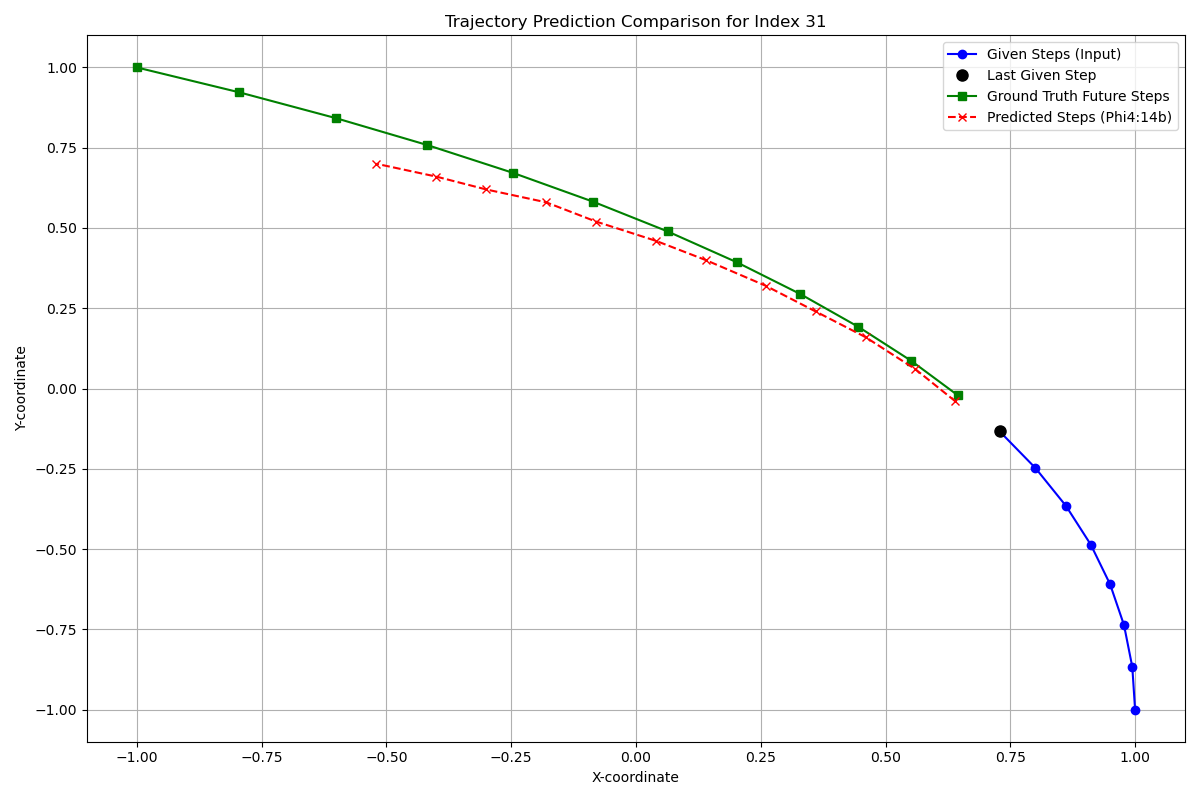 Trajectory Prediction Comparison for Index 31
Given Steps (Input)
Last Given Step
Ground Truth Future Steps
Predicted Steps (Phi4:14b)
Y-coordinate
1.00
0.75
0.50
0.25
0.00
−0.25
−0.50
−0.75
−1.00
−1.00 −0.75 −0.50 −0.25 0.00 0.25 0.50 0.75 1.00
X-coordinate